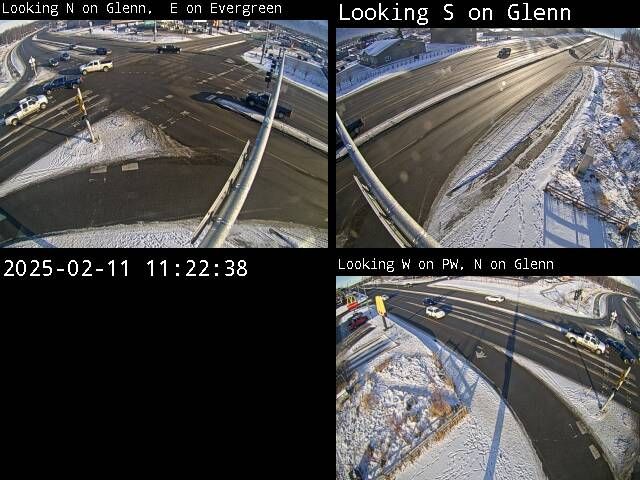 Looking N on Glenn, E on Evergreen
Looking S on Glenn
2025-02-11 11:22:38
Looking W on PW, N on Glenn